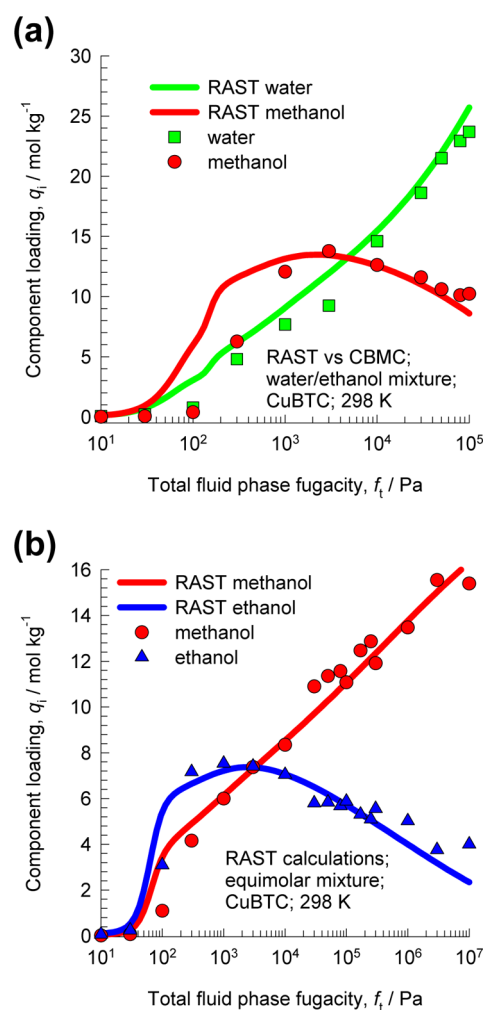 (a)
Component loading, qᵢ / mol kg⁻¹
30
25
20
15
10
5
0
RAST water
RAST methanol
water
methanol
RAST vs CBMC;
water/ethanol mixture;
CuBTC; 298 K
10¹ 10² 10³ 10⁴ 10⁵
Total fluid phase fugacity, fₜ / Pa
(b)
Component loading, qᵢ / mol kg⁻¹
16
14
12
10
8
6
4
2
0
RAST methanol
RAST ethanol
methanol
ethanol
RAST calculations;
equimolar mixture;
CuBTC; 298 K
10¹ 10² 10³ 10⁴ 10⁵ 10⁶ 10⁷
Total fluid phase fugacity, fₜ / Pa